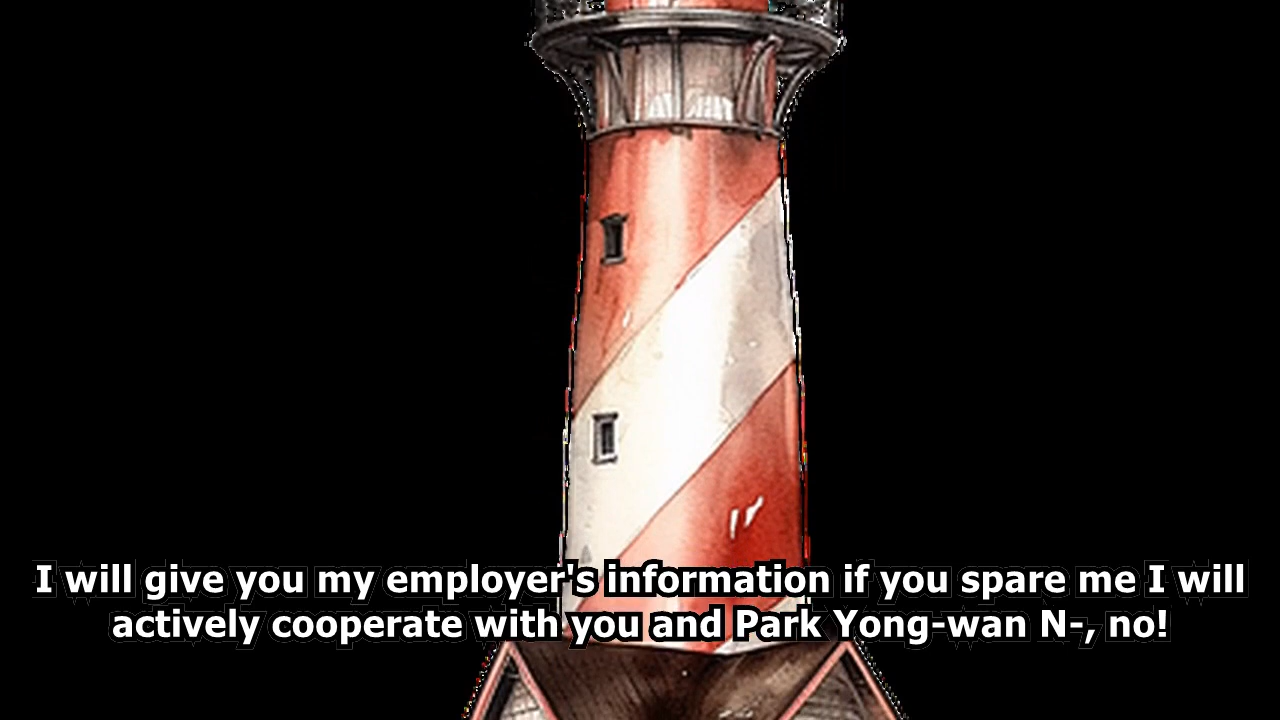 I will give you my employer's information if you spare me I will
actively cooperate with you and Park Yong-wan N-, no!